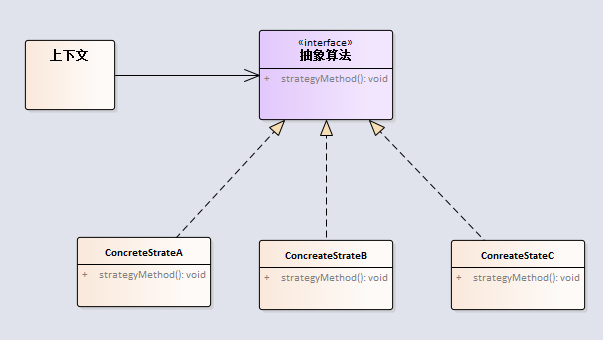 上下文
«interface»
抽象算法
+ strategyMethod(): void
ConcreteStrateA
+ strategyMethod(): void
ConcreateStrateB
+ strategyMethod(): void
ConreateStateC
+ strategyMethod(): void